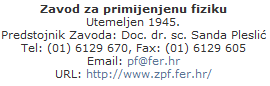 Zavod za primijenjenu fiziku
Utemeljen 1945.
Predstojnik Zavoda: Doc. dr. sc. Sanda Pleslić
Tel: (01) 6129 670, Fax: (01) 6129 605
Email: pf@fer.hr
URL: http://www.zpf.fer.hr/